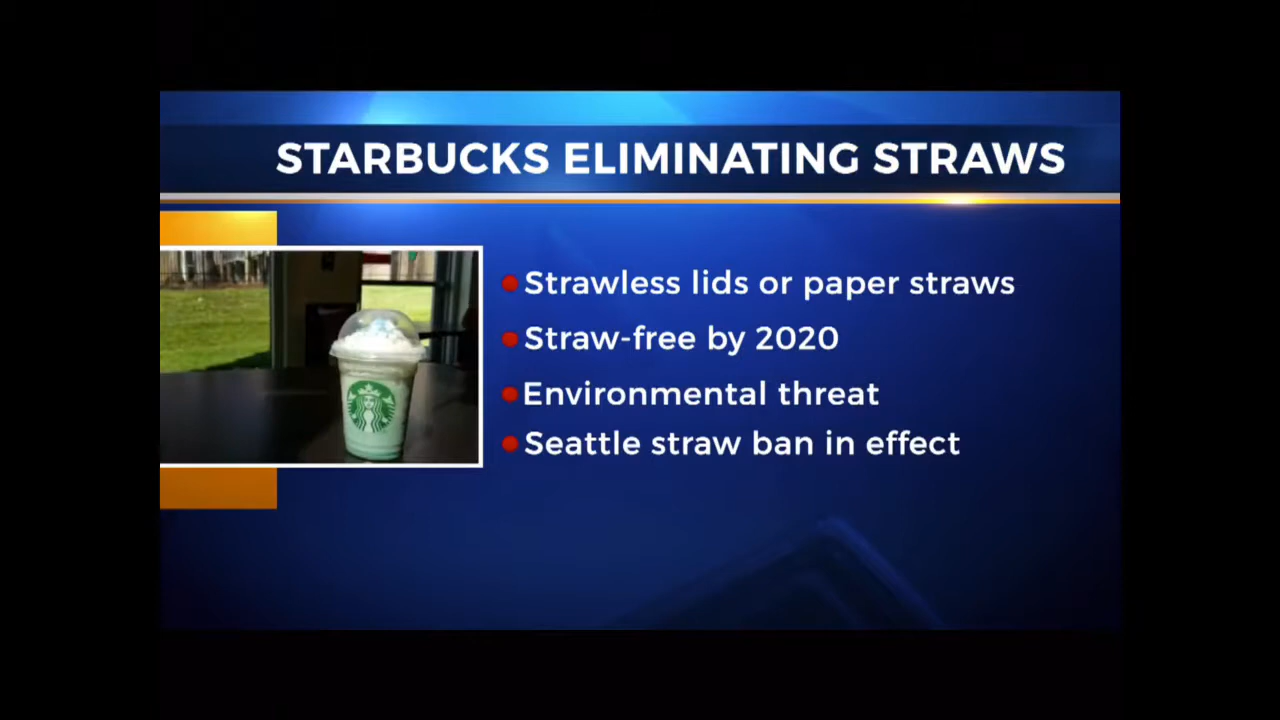 STARBUCKS ELIMINATING STRAWS
Strawless lids or paper straws
Straw-free by 2020
Environmental threat
Seattle straw ban in effect